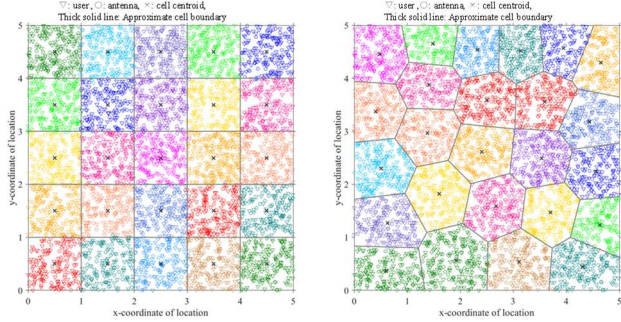 ▽: user, ○: antenna, ×: cell centroid,
Thick solid line: Approximate cell boundary
5
4
3
2
1
0
y-coordinate of location
0 1 2 3 4 5
x-coordinate of location
▽: user, ○: antenna, ×: cell centroid,
Thick solid line: Approximate cell boundary
5
4
3
2
1
0
y-coordinate of location
0 1 2 3 4 5
x-coordinate of location